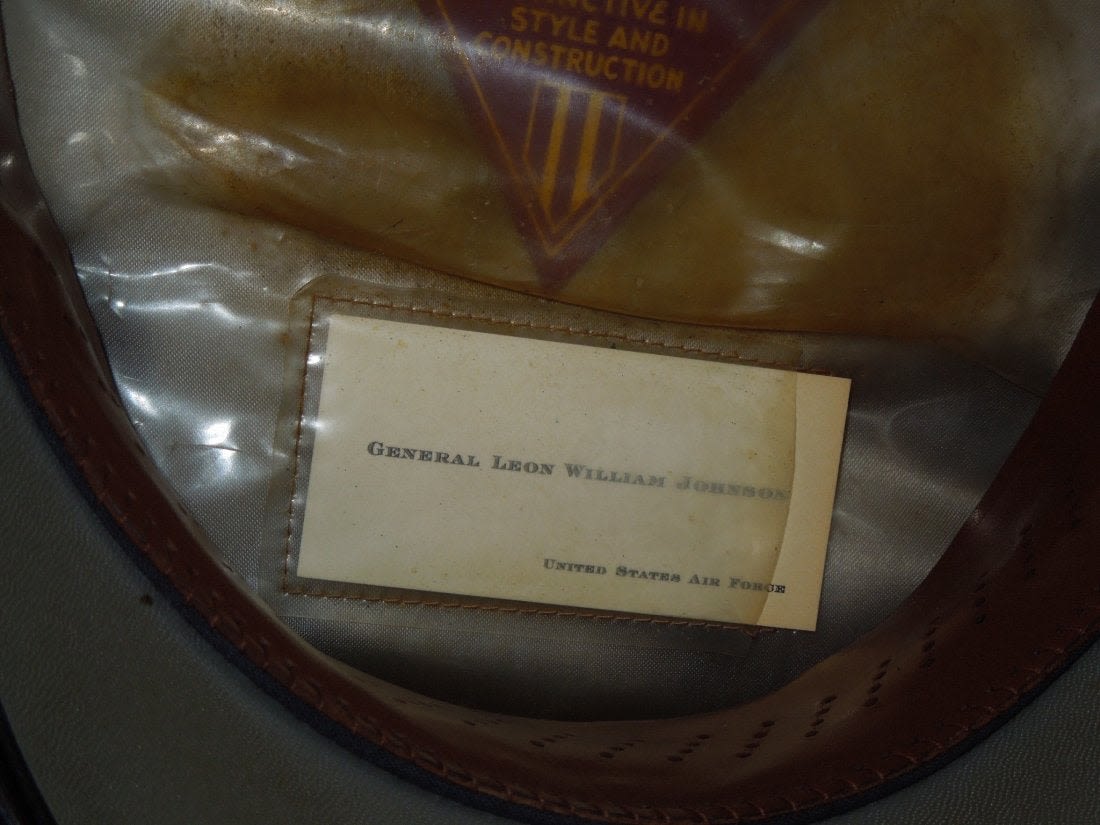 STYLE AND
CONSTRUCTION
GENERAL LEON WILLIAM JOHNSON
UNITED STATES AIR FORCE